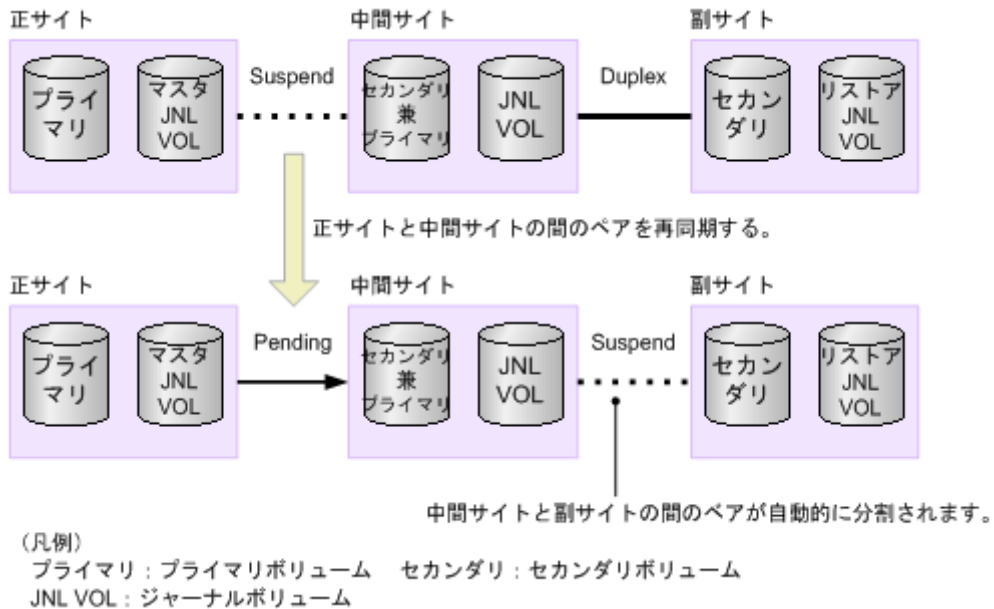 正サイト
中間サイト
副サイト
プライ
マリ
マスタ
JNL
VOL
Suspend
セカンダリ
兼
プライマリ
JNL
VOL
Duplex
セカン
ダリ
リストア
JNL
VOL
正サイトと中間サイトの間のペアを再同期する。
正サイト
中間サイト
副サイト
プライ
マリ
マスタ
JNL
VOL
Pending
セカンダリ
兼
プライマリ
JNL
VOL
Suspend
セカン
ダリ
リストア
JNL
VOL
中間サイトと副サイトの間のペアが自動的に分割されます。
（凡例）
プライマリ：プライマリボリューム　セカンダリ：セカンダリボリューム
JNL VOL：ジャーナルボリューム